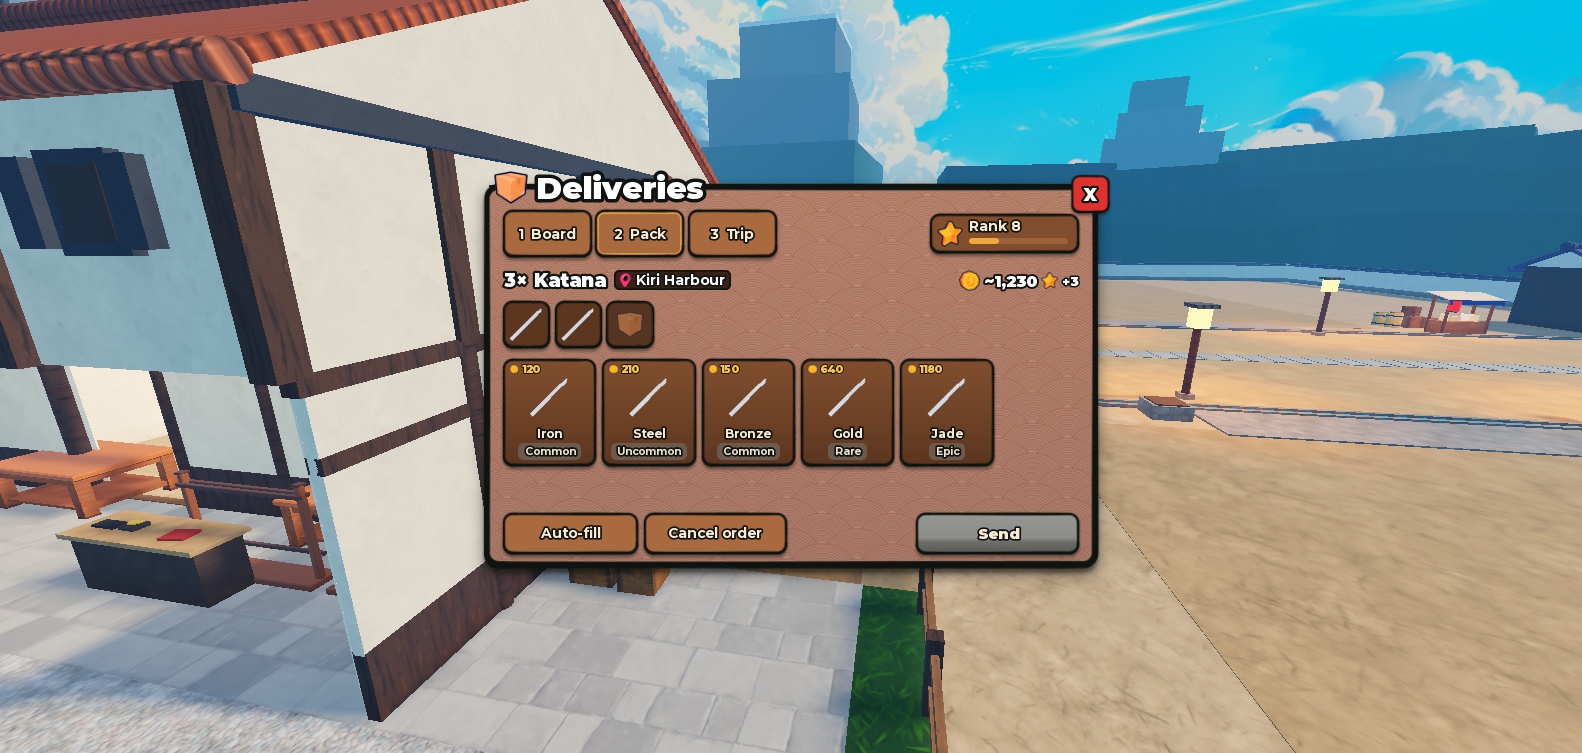 Deliveries
X
1 Board
2 Pack
3 Trip
Rank 8
3× Katana
Kiri Harbour
~1,230
+3
120
210
150
640
1180
Iron
Steel
Bronze
Gold
Jade
Common
Uncommon
Common
Rare
Epic
Auto-fill
Cancel order
Send